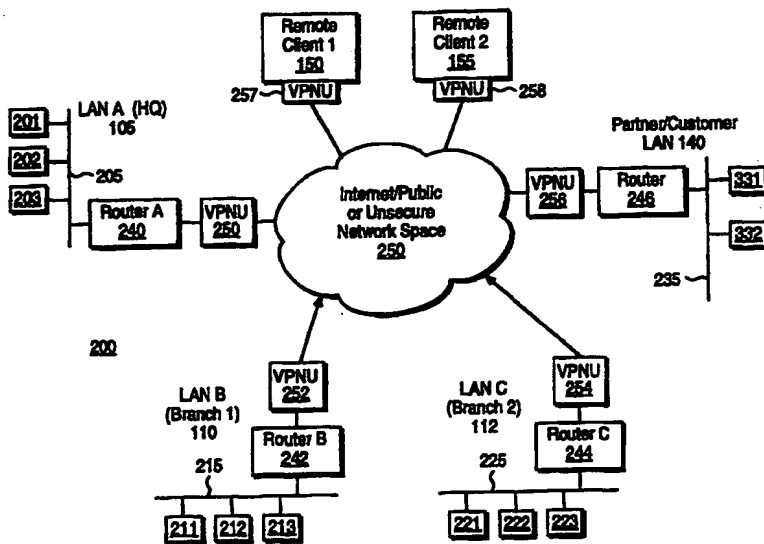 Remote
Client 1
150
VPNU
257
Remote
Client 2
155
VPNU
258
LAN A (HQ)
105
201
202
203
205
Router A
240
VPNU
250
Internet/Public
or Unsecure
Network Space
250
Partner/Customer
LAN 140
VPNU
256
Router
246
331
332
235
200
VPNU
252
LAN B
(Branch 1)
110
Router B
242
215
211
212
213
VPNU
254
LAN C
(Branch 2)
112
Router C
244
225
221
222
223